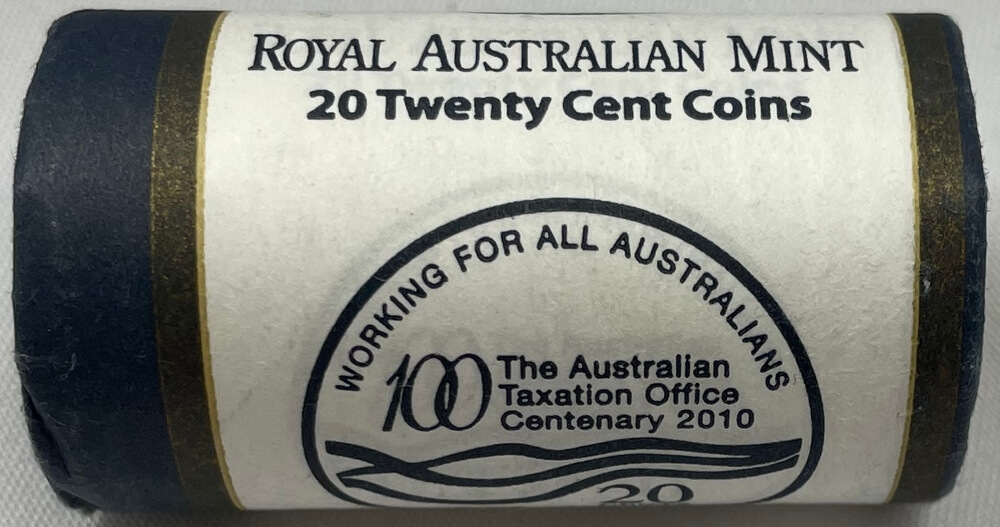 ROYAL AUSTRALIAN MINT
20 Twenty Cent Coins
WORKING FOR ALL AUSTRALIANS
100
The Australian
Taxation Office
Centenary 2010
20